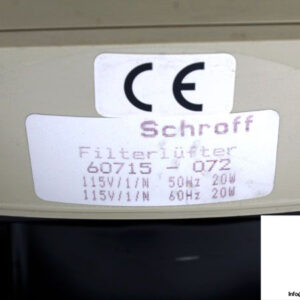 CE
Schroff
Filterlüfter
60715 - 072
115V/1/N 50Hz 20W
115V/1/N 60Hz 20W